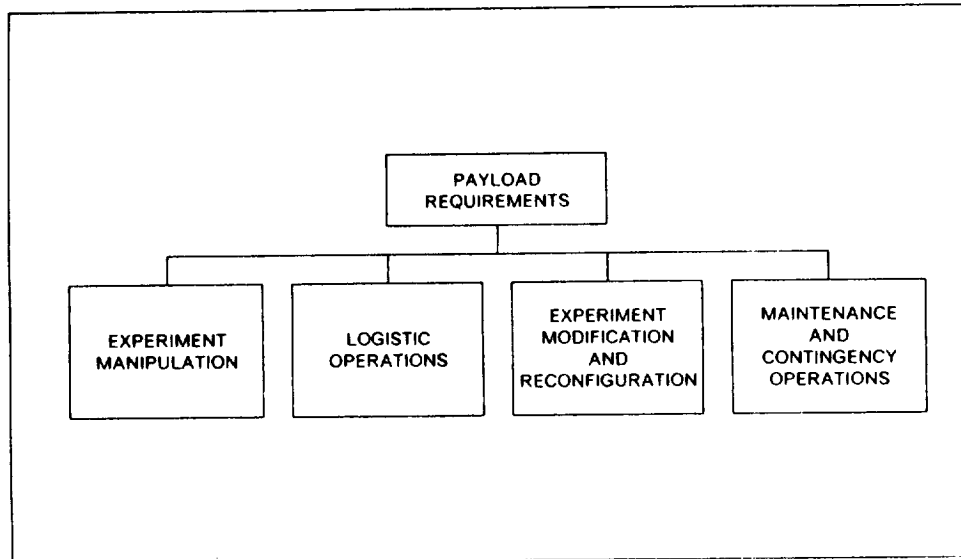 PAYLOAD
REQUIREMENTS
EXPERIMENT
MANIPULATION
LOGISTIC
OPERATIONS
EXPERIMENT
MODIFICATION
AND
RECONFIGURATION
MAINTENANCE
AND
CONTINGENCY
OPERATIONS